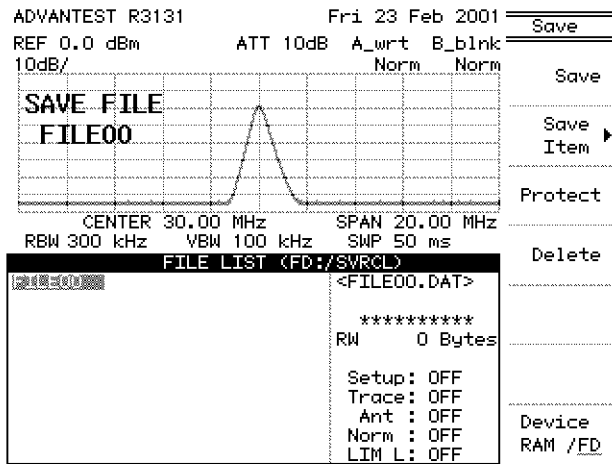 ADVANTEST R3131 Fri 23 Feb 2001
REF 0.0 dBm ATT 10dB A_wrt B_blnk
10dB/ Norm Norm
SAVE FILE
FILE00
CENTER 30.00 MHz SPAN 20.00 MHz
RBW 300 kHz VBW 100 kHz SWP 50 ms
FILE LIST (FD:/SVRCL)
FILE00
<FILE00.DAT>
**********
RW 0 Bytes
Setup: OFF
Trace: OFF
Ant : OFF
Norm : OFF
LIM L: OFF
Save
Save
Save
Item
Protect
Delete
Device
RAM /FD